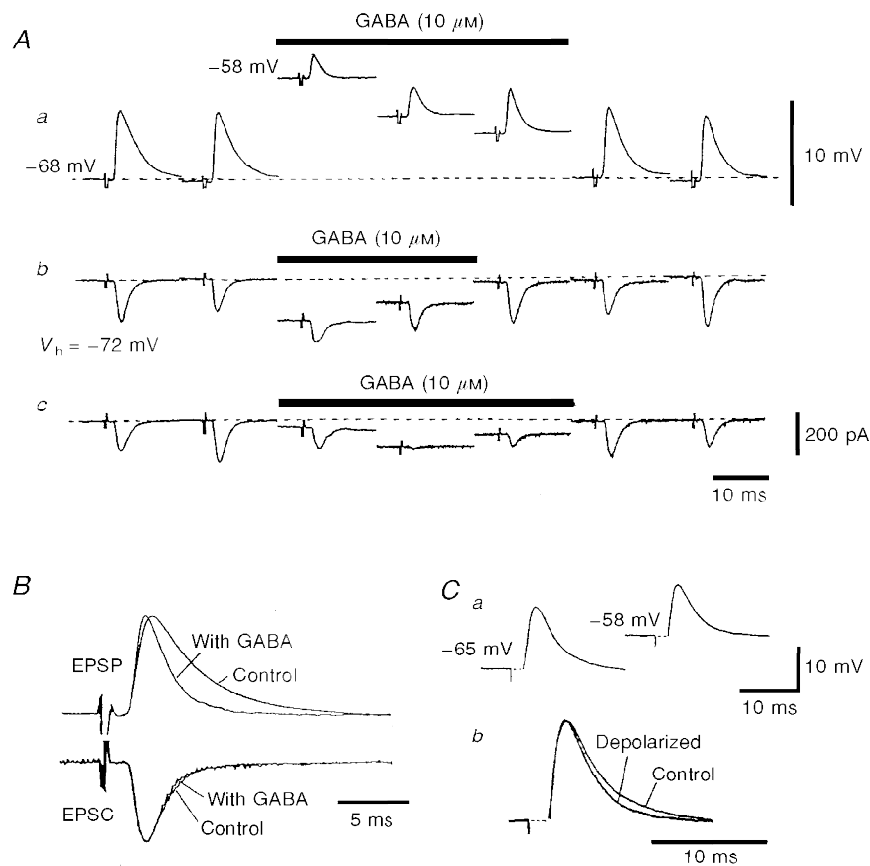 A
GABA (10 μM)
−58 mV
a
−68 mV
10 mV
GABA (10 μM)
b
Vh = −72 mV
GABA (10 μM)
c
200 pA
10 ms
B
With GABA
EPSP
Control
With GABA
EPSC
Control
5 ms
C
a
−58 mV
−65 mV
10 mV
10 ms
b
Depolarized
Control
10 ms